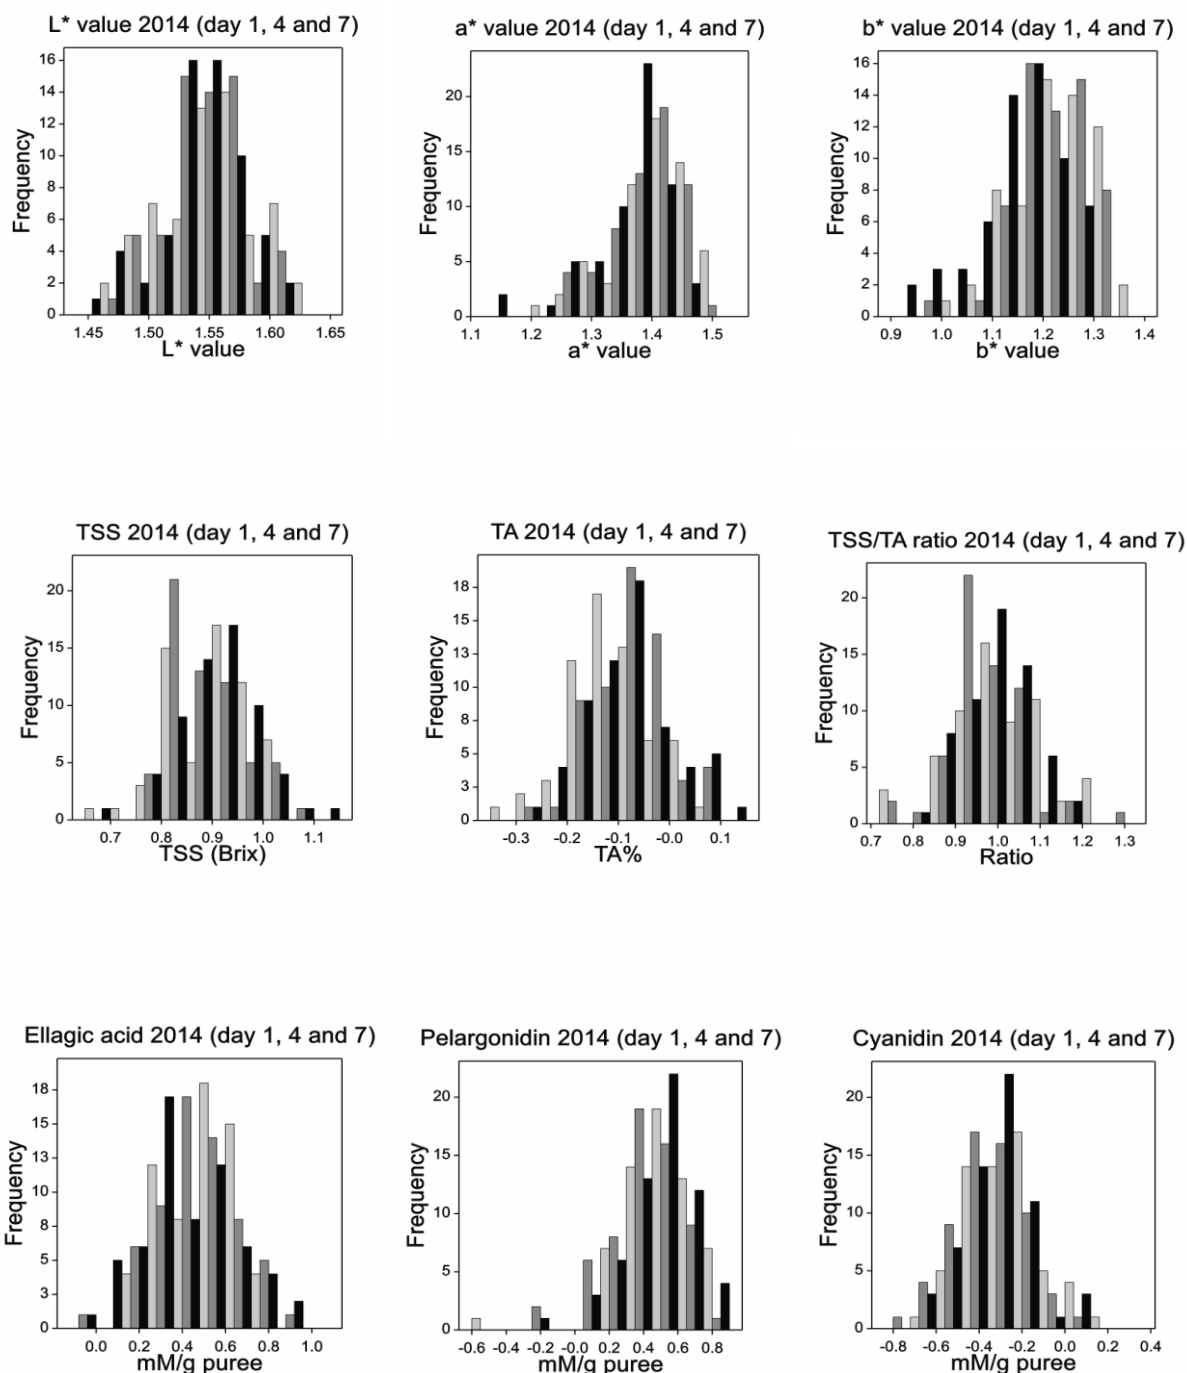 L* value 2014 (day 1, 4 and 7)
16
14
12
10
8
6
4
2
0
Frequency
1.45 1.50 1.55 1.60 1.65
L* value
a* value 2014 (day 1, 4 and 7)
20
15
10
5
0
Frequency
1.1 1.2 1.3 1.4 1.5
a* value
b* value 2014 (day 1, 4 and 7)
16
14
12
10
8
6
4
2
0
Frequency
0.9 1.0 1.1 1.2 1.3 1.4
b* value
TSS 2014 (day 1, 4 and 7)
20
15
10
5
0
Frequency
0.7 0.8 0.9 1.0 1.1
TSS (Brix)
TA 2014 (day 1, 4 and 7)
18
15
13
10
8
5
3
0
Frequency
-0.3 -0.2 -0.1 -0.0 0.1
TA%
TSS/TA ratio 2014 (day 1, 4 and 7)
20
15
10
5
0
Frequency
0.7 0.8 0.9 1.0 1.1 1.2 1.3
Ratio
Ellagic acid 2014 (day 1, 4 and 7)
18
15
13
10
8
5
3
0
Frequency
0.0 0.2 0.4 0.6 0.8 1.0
mM/g puree
Pelargonidin 2014 (day 1, 4 and 7)
20
15
10
5
0
Frequency
-0.6 -0.4 -0.2 -0.0 0.2 0.4 0.6 0.8
mM/g puree
Cyanidin 2014 (day 1, 4 and 7)
20
15
10
5
0
Frequency
-0.8 -0.6 -0.4 -0.2 0.0 0.2 0.4
mM/g puree